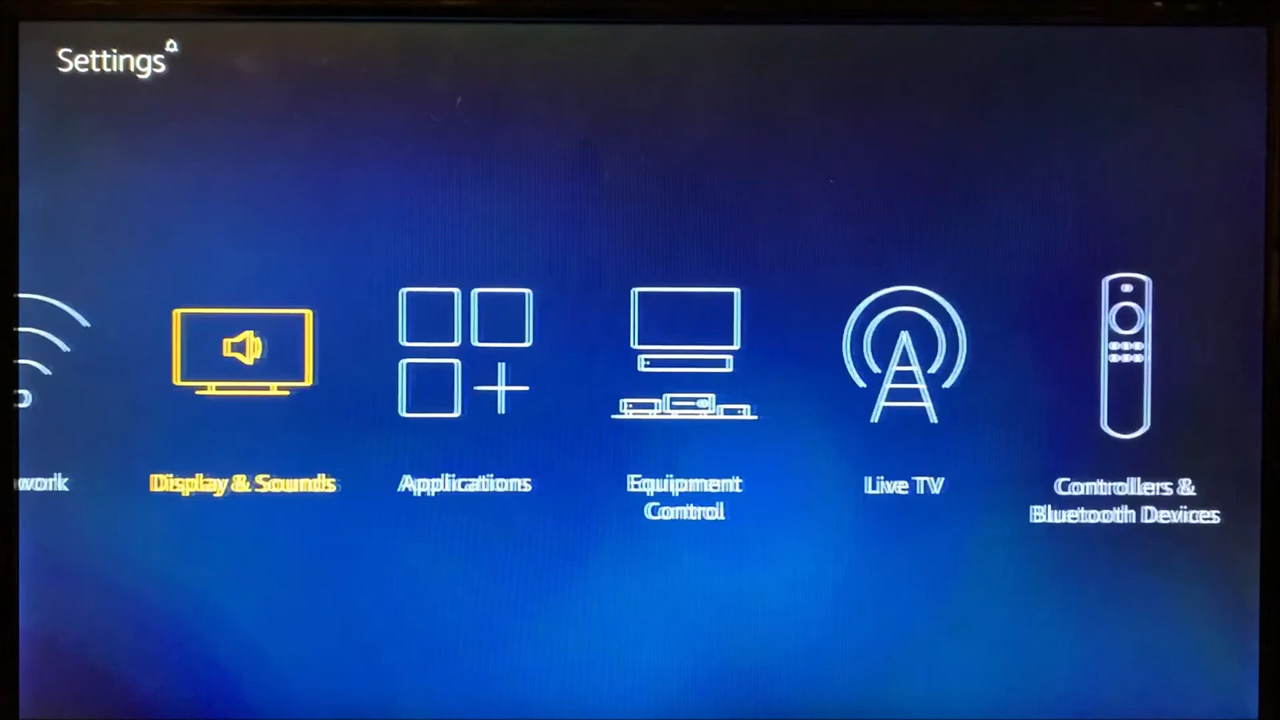 Settings
work
Display & Sounds
Applications
Equipment
Control
Live TV
Controllers &
Bluetooth Devices